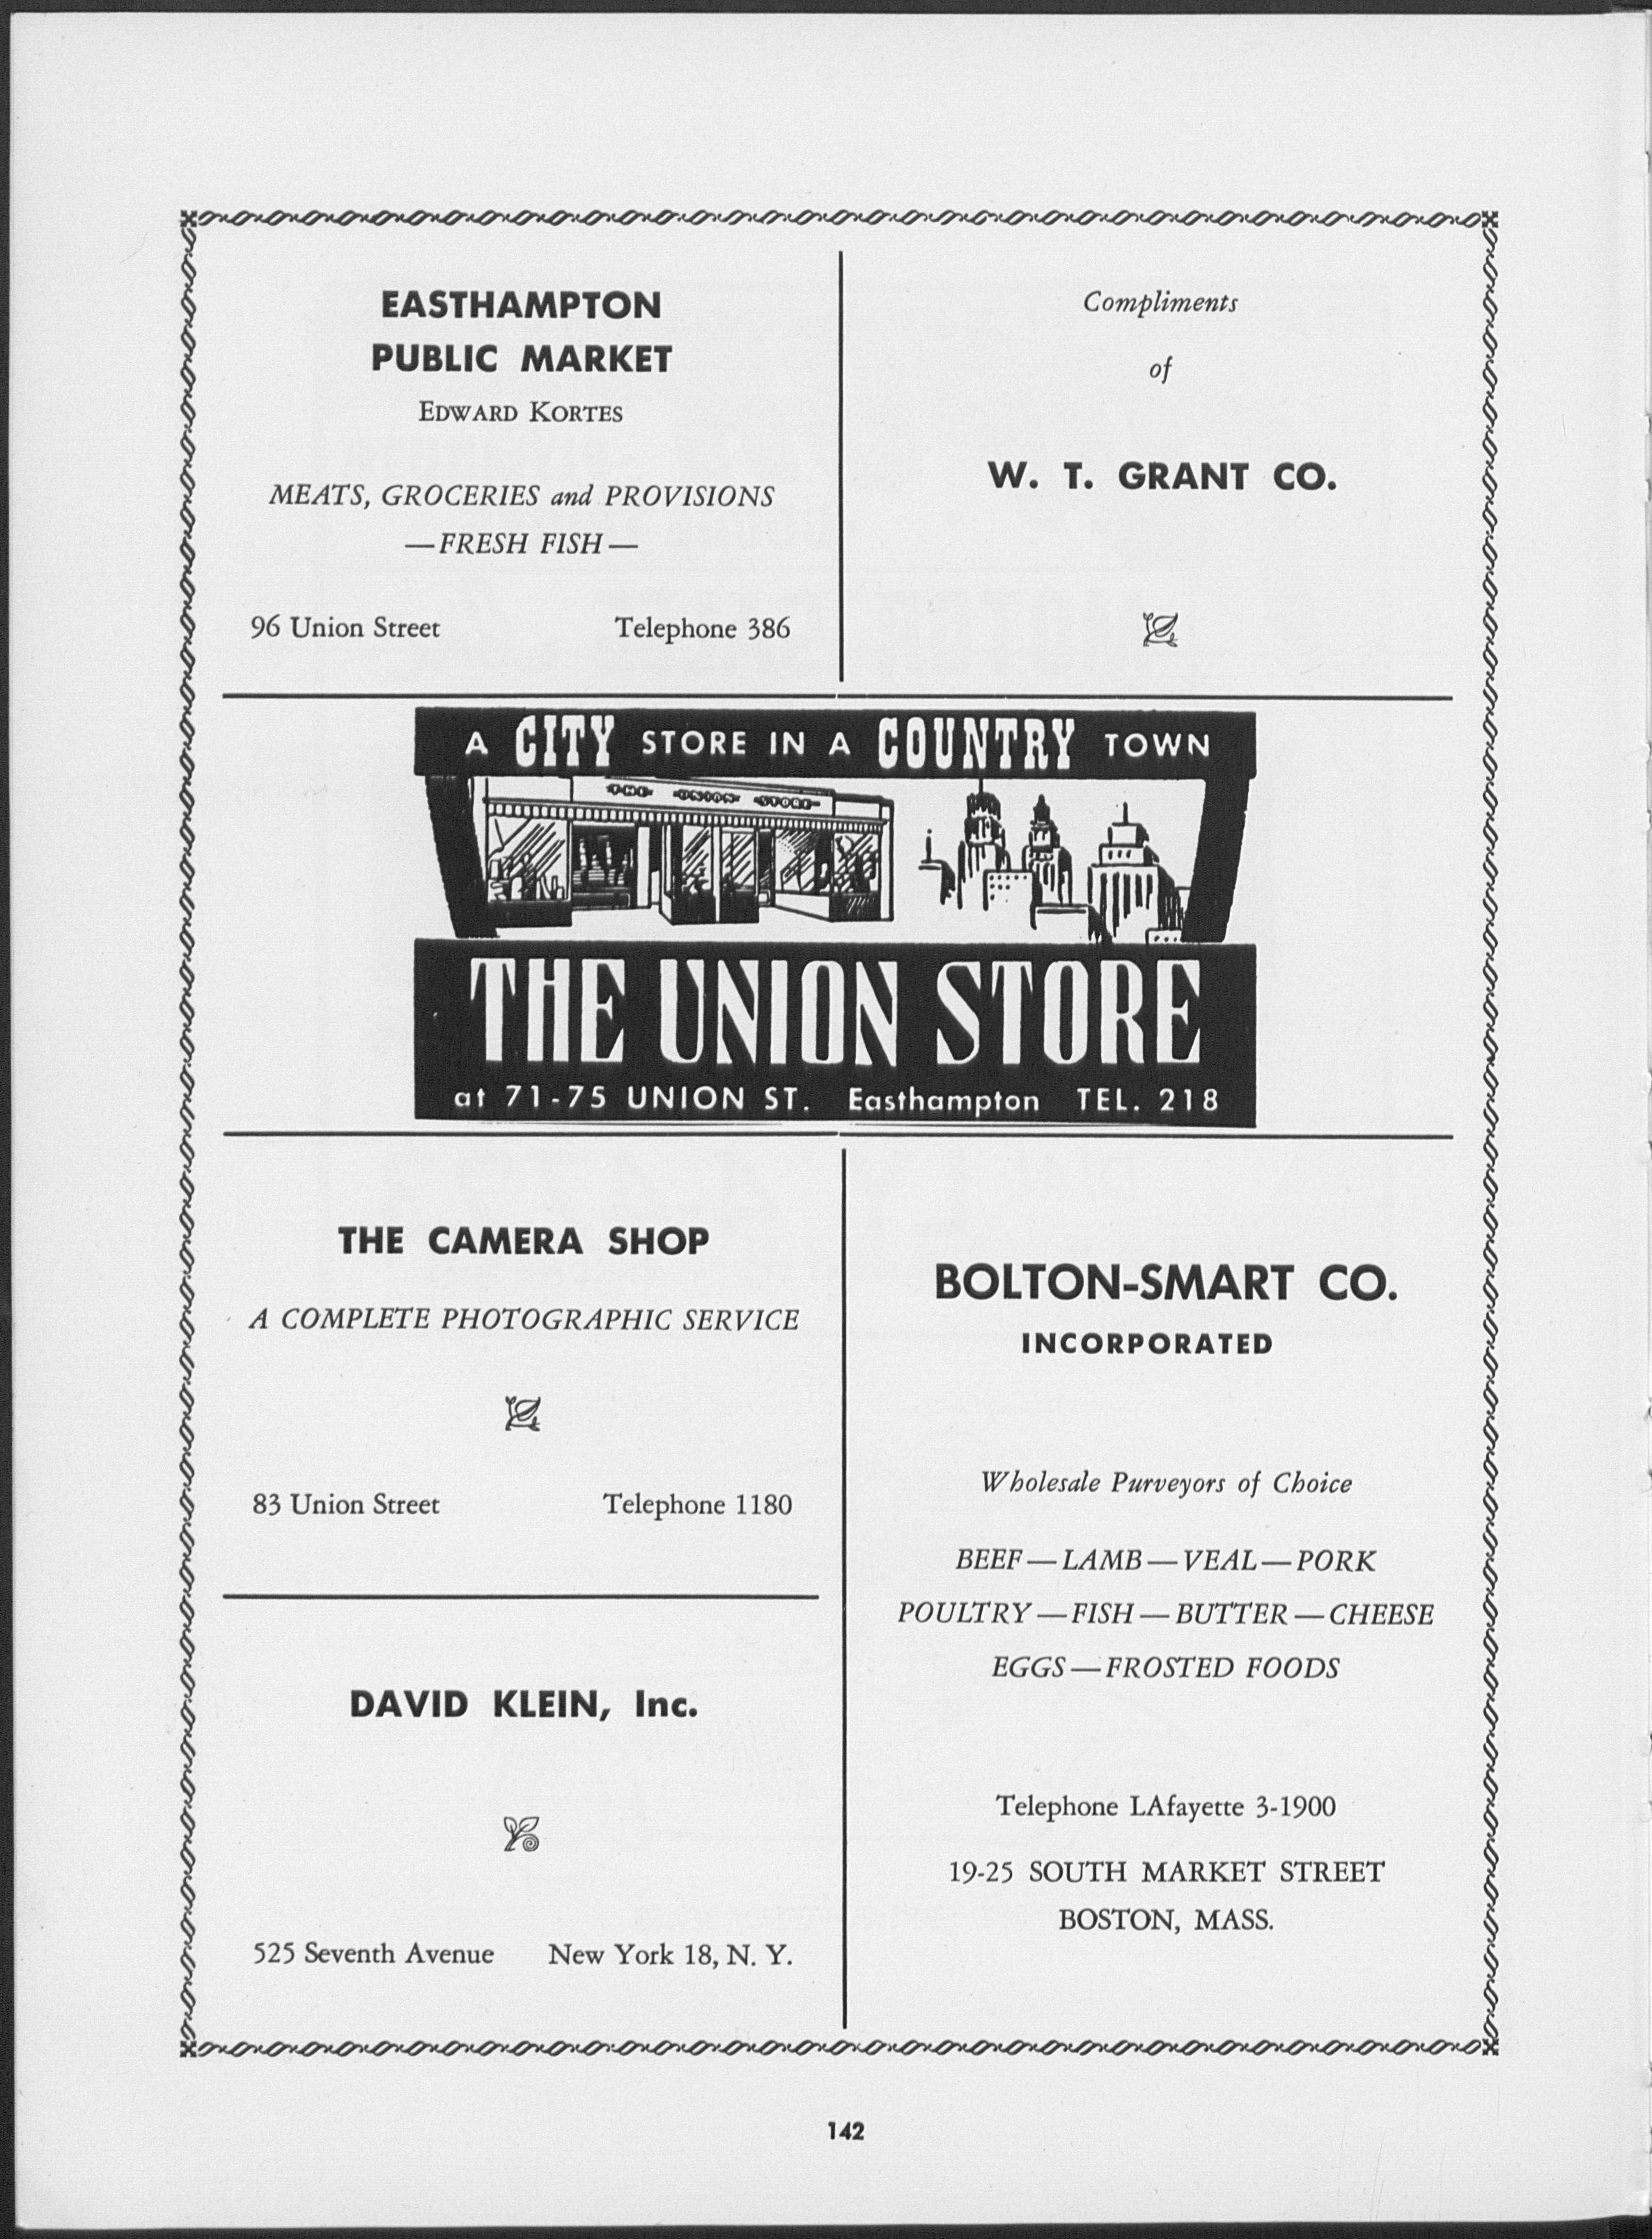 EASTHAMPTON
PUBLIC MARKET
EDWARD KORTES
MEATS, GROCERIES and PROVISIONS
—FRESH FISH—
96 Union Street Telephone 386
Compliments
of
W. T. GRANT CO.
A CITY STORE IN A COUNTRY TOWN
THE UNION STORE
THE UNION STORE
at 71-75 UNION ST. Easthampton TEL. 218
THE CAMERA SHOP
A COMPLETE PHOTOGRAPHIC SERVICE
83 Union Street Telephone 1180
DAVID KLEIN, Inc.
525 Seventh Avenue New York 18, N. Y.
BOLTON-SMART CO.
INCORPORATED
Wholesale Purveyors of Choice
BEEF—LAMB—VEAL—PORK
POULTRY—FISH—BUTTER—CHEESE
EGGS—FROSTED FOODS
Telephone LAfayette 3-1900
19-25 SOUTH MARKET STREET
BOSTON, MASS.
142